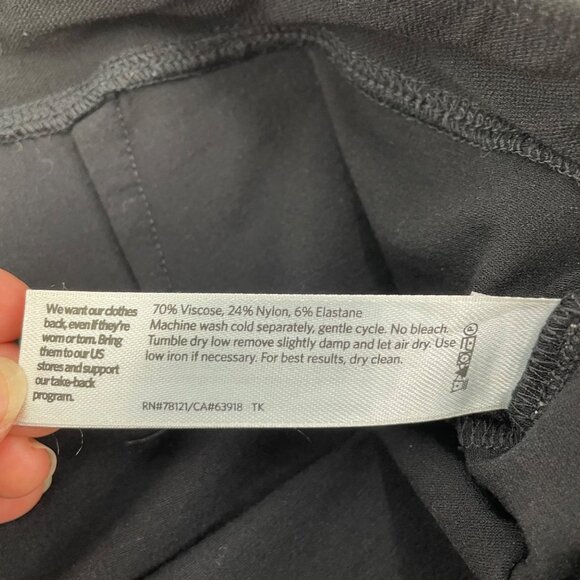 We want our clothes
back, even if they're
worn or torn. Bring
them to our US
stores and support
our take-back
program.
70% Viscose, 24% Nylon, 6% Elastane
Machine wash cold separately, gentle cycle. No bleach.
Tumble dry low remove slightly damp and let air dry. Use
low iron if necessary. For best results, dry clean.
RN#78121/CA#63918 TK